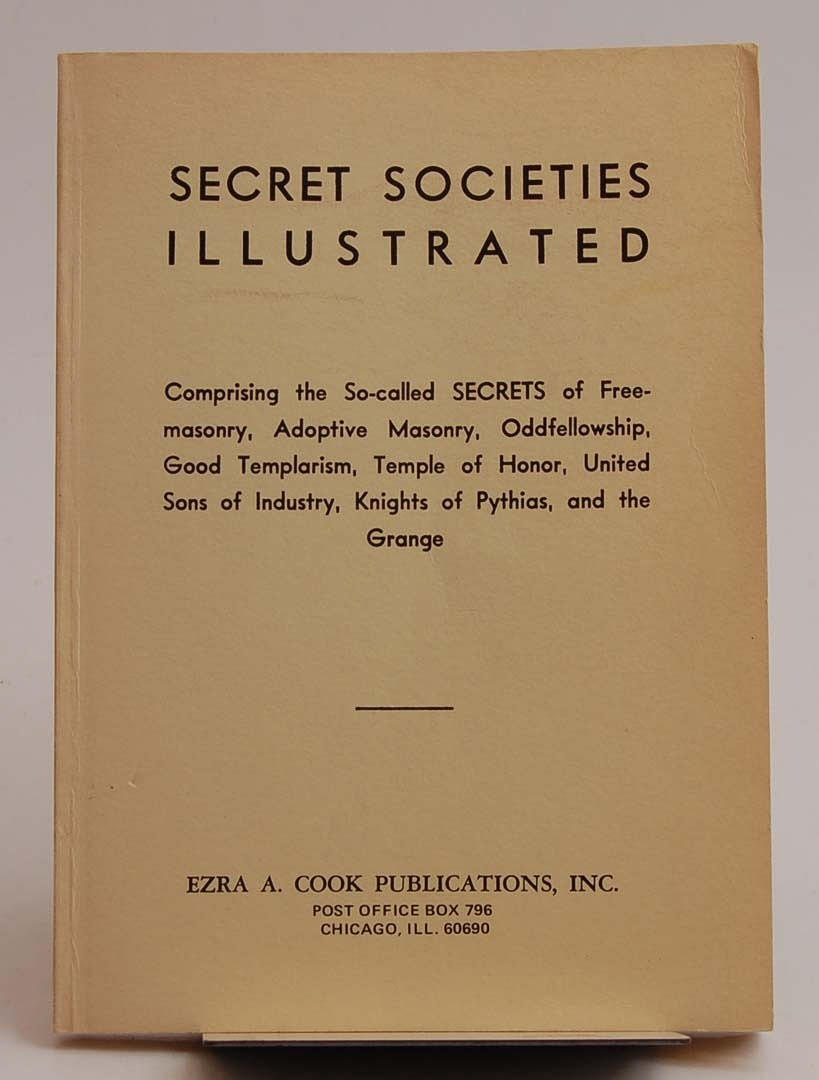 SECRET SOCIETIES
ILLUSTRATED
Comprising the So-called SECRETS of Free-
masonry, Adoptive Masonry, Oddfellowship,
Good Templarism, Temple of Honor, United
Sons of Industry, Knights of Pythias, and the
Grange
EZRA A. COOK PUBLICATIONS, INC.
POST OFFICE BOX 796
CHICAGO, ILL. 60690